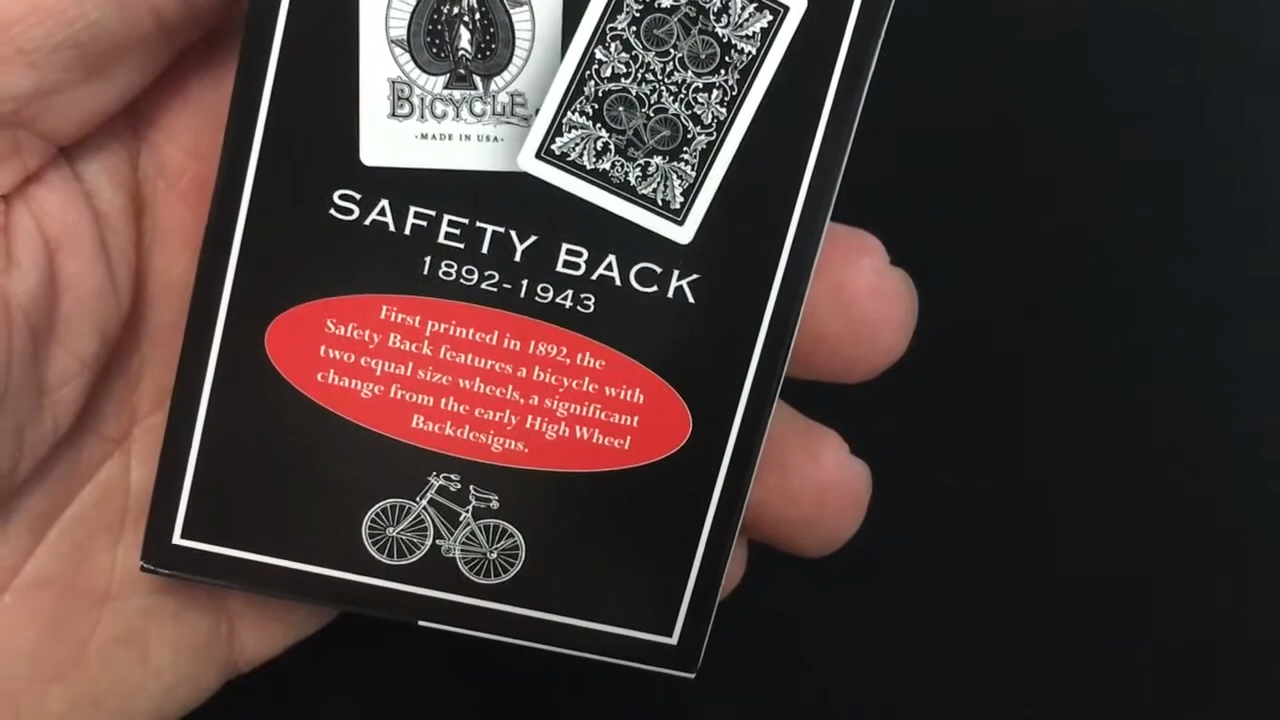 BICYCLE
-MADE IN USA-
SAFETY BACK
1892-1943
First printed in 1892, the
Safety Back features a bicycle with
two equal size wheels, a significant
change from the early High Wheel
Backdesigns.